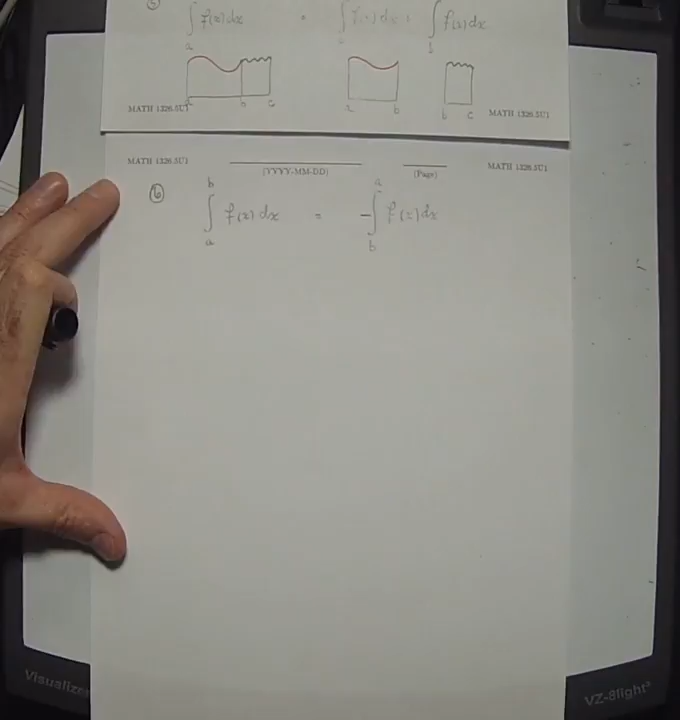 ⑤ ∫ f(x) dx = ∫ f(x) dx + ∫ f(x) dx
a a b
a b c a b b c
MATH 1326.5U1 MATH 1326.5U1
MATH 1326.5U1 (YYYY-MM-DD) (Page) MATH 1326.5U1
b a
⑥ ∫ f(x) dx = -∫ f(x) dx
a b
Visualizer VZ-8light³